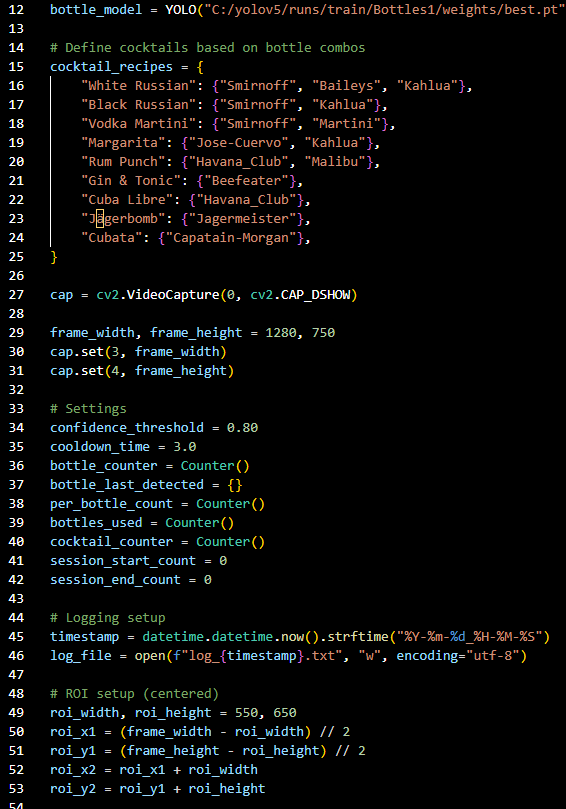 12 bottle_model = YOLO("C:/yolov5/runs/train/Bottles1/weights/best.pt"
13
14 # Define cocktails based on bottle combos
15 cocktail_recipes = {
16     "White Russian": {"Smirnoff", "Baileys", "Kahlua"},
17     "Black Russian": {"Smirnoff", "Kahlua"},
18     "Vodka Martini": {"Smirnoff", "Martini"},
19     "Margarita": {"Jose-Cuervo", "Kahlua"},
20     "Rum Punch": {"Havana_Club", "Malibu"},
21     "Gin & Tonic": {"Beefeater"},
22     "Cuba Libre": {"Havana_Club"},
23     "Jägerbomb": {"Jagermeister"},
24     "Cubata": {"Capatain-Morgan"},
25 }
26
27 cap = cv2.VideoCapture(0, cv2.CAP_DSHOW)
28
29 frame_width, frame_height = 1280, 750
30 cap.set(3, frame_width)
31 cap.set(4, frame_height)
32
33 # Settings
34 confidence_threshold = 0.80
35 cooldown_time = 3.0
36 bottle_counter = Counter()
37 bottle_last_detected = {}
38 per_bottle_count = Counter()
39 bottles_used = Counter()
40 cocktail_counter = Counter()
41 session_start_count = 0
42 session_end_count = 0
43
44 # Logging setup
45 timestamp = datetime.datetime.now().strftime("%Y-%m-%d_%H-%M-%S")
46 log_file = open(f"log_{timestamp}.txt", "w", encoding="utf-8")
47
48 # ROI setup (centered)
49 roi_width, roi_height = 550, 650
50 roi_x1 = (frame_width - roi_width) // 2
51 roi_y1 = (frame_height - roi_height) // 2
52 roi_x2 = roi_x1 + roi_width
53 roi_y2 = roi_y1 + roi_height
54